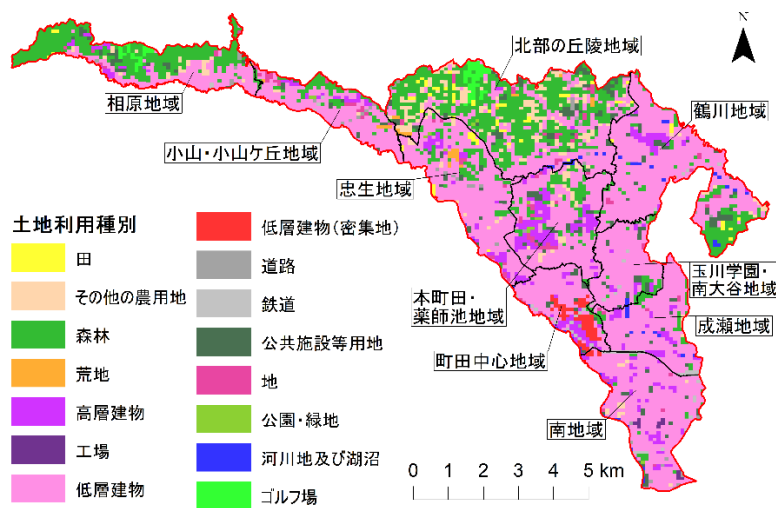 N
北部の丘陵地域
鶴川地域
相原地域
小山・小山ケ丘地域
忠生地域
土地利用種別
田
その他の農用地
森林
荒地
高層建物
工場
低層建物
低層建物(密集地)
道路
鉄道
公共施設等用地
地
公園・緑地
河川地及び湖沼
ゴルフ場
本町田・
薬師池地域
町田中心地域
玉川学園・
南大谷地域
成瀬地域
南地域
0 1 2 3 4 5 km